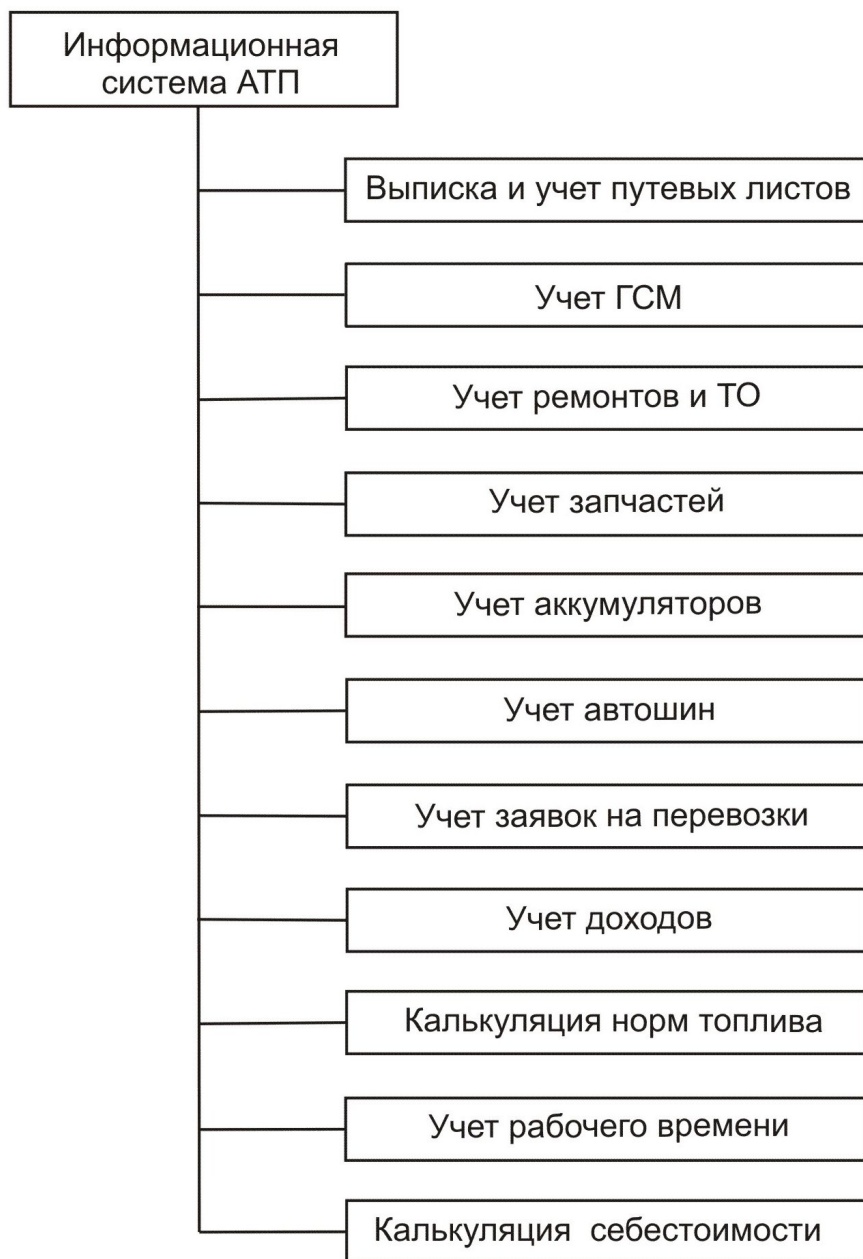 Информационная
система АТП
Выписка и учет путевых листов
Учет ГСМ
Учет ремонтов и ТО
Учет запчастей
Учет аккумуляторов
Учет автошин
Учет заявок на перевозки
Учет доходов
Калькуляция норм топлива
Учет рабочего времени
Калькуляция себестоимости